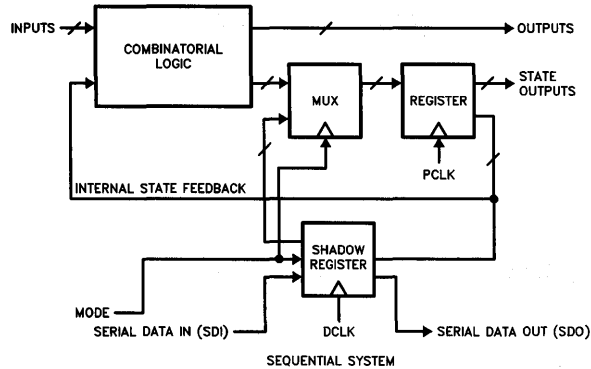 INPUTS
COMBINATORIAL
LOGIC
OUTPUTS
MUX
REGISTER
STATE
OUTPUTS
PCLK
INTERNAL STATE FEEDBACK
SHADOW
REGISTER
MODE
SERIAL DATA IN (SDI)
DCLK
SERIAL DATA OUT (SDO)
SEQUENTIAL SYSTEM